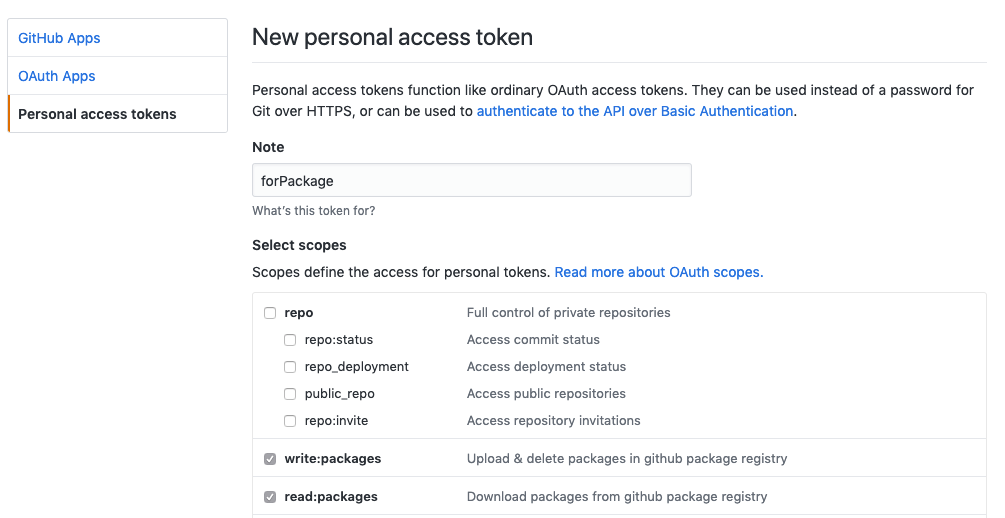 GitHub Apps
OAuth Apps
Personal access tokens
New personal access token
Personal access tokens function like ordinary OAuth access tokens. They can be used instead of a password for
Git over HTTPS, or can be used to authenticate to the API over Basic Authentication.
Note
forPackage
What's this token for?
Select scopes
Scopes define the access for personal tokens. Read more about OAuth scopes.
repo Full control of private repositories
repo:status Access commit status
repo_deployment Access deployment status
public_repo Access public repositories
repo:invite Access repository invitations
write:packages Upload & delete packages in github package registry
read:packages Download packages from github package registry